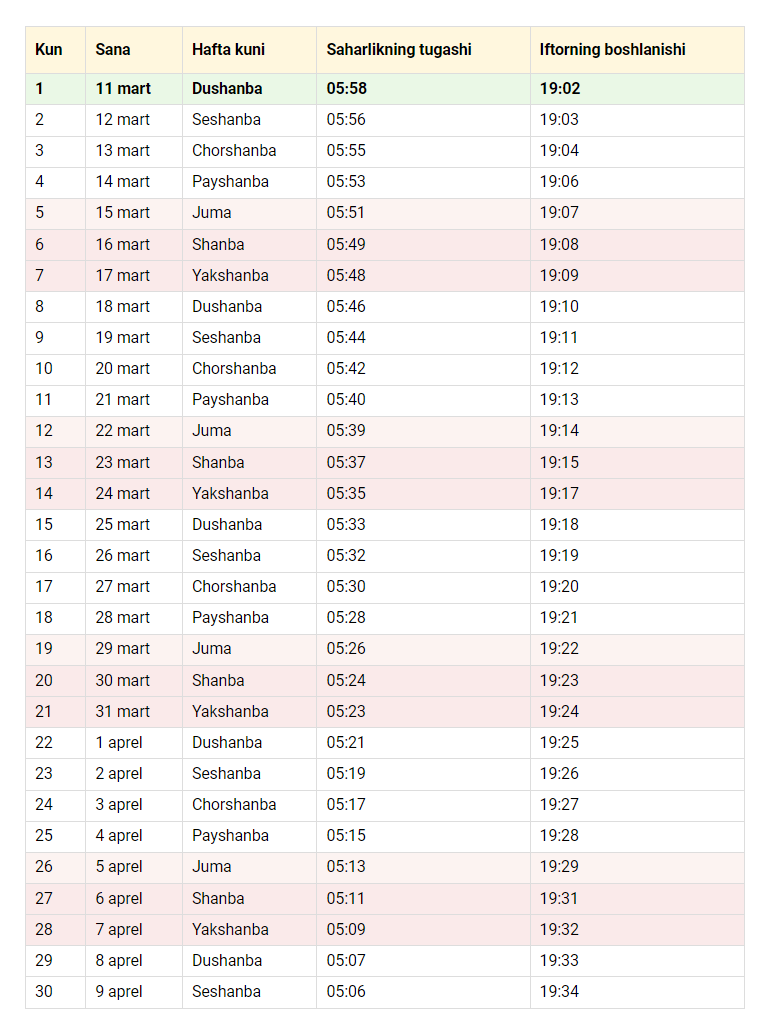 Kun Sana Hafta kuni Saharlikning tugashi Iftorning boshlanishi
1 11 mart Dushanba 05:58 19:02
2 12 mart Seshanba 05:56 19:03
3 13 mart Chorshanba 05:55 19:04
4 14 mart Payshanba 05:53 19:06
5 15 mart Juma 05:51 19:07
6 16 mart Shanba 05:49 19:08
7 17 mart Yakshanba 05:48 19:09
8 18 mart Dushanba 05:46 19:10
9 19 mart Seshanba 05:44 19:11
10 20 mart Chorshanba 05:42 19:12
11 21 mart Payshanba 05:40 19:13
12 22 mart Juma 05:39 19:14
13 23 mart Shanba 05:37 19:15
14 24 mart Yakshanba 05:35 19:17
15 25 mart Dushanba 05:33 19:18
16 26 mart Seshanba 05:32 19:19
17 27 mart Chorshanba 05:30 19:20
18 28 mart Payshanba 05:28 19:21
19 29 mart Juma 05:26 19:22
20 30 mart Shanba 05:24 19:23
21 31 mart Yakshanba 05:23 19:24
22 1 aprel Dushanba 05:21 19:25
23 2 aprel Seshanba 05:19 19:26
24 3 aprel Chorshanba 05:17 19:27
25 4 aprel Payshanba 05:15 19:28
26 5 aprel Juma 05:13 19:29
27 6 aprel Shanba 05:11 19:31
28 7 aprel Yakshanba 05:09 19:32
29 8 aprel Dushanba 05:07 19:33
30 9 aprel Seshanba 05:06 19:34